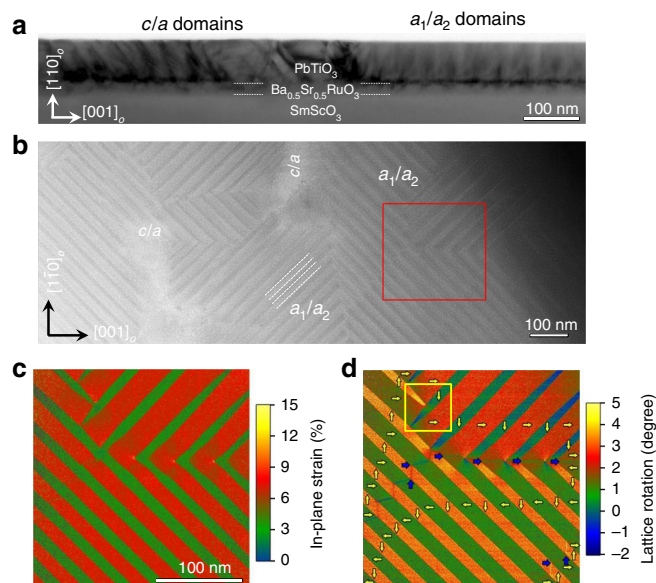 c/a domains
a1/a2 domains
a
[110]o
[001]o
PbTiO3
Ba0.5Sr0.5RuO3
SmScO3
100 nm
b
c/a
a1/a2
c/a
a1/a2
[11̄0]o
[001]o
100 nm
c
15
12
9
6
3
0
In-plane strain (%)
100 nm
d
5
4
3
2
1
0
−1
−2
Lattice rotation (degree)